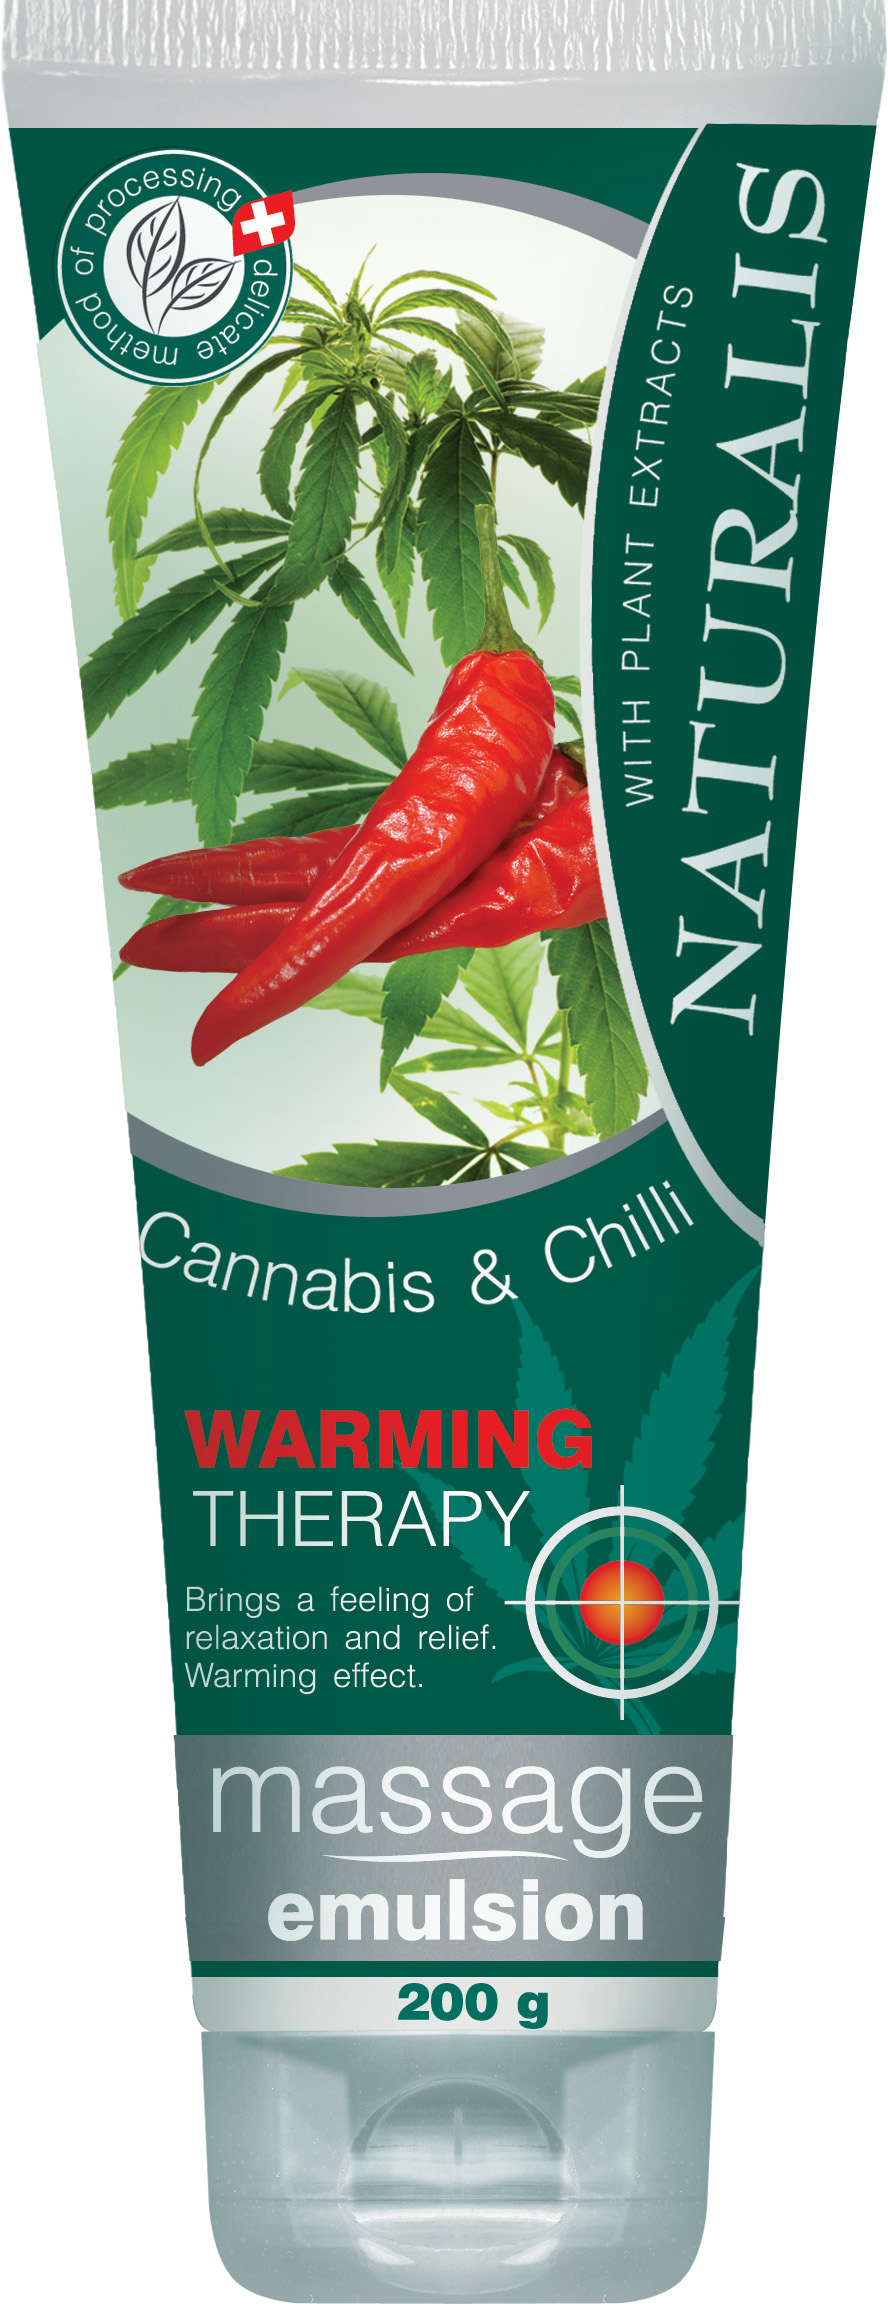 delicate method of processing
WITH PLANT EXTRACTS
NATURALIS
Cannabis & Chilli
WARMING
THERAPY
Brings a feeling of
relaxation and relief.
Warming effect.
massage
emulsion
200 g